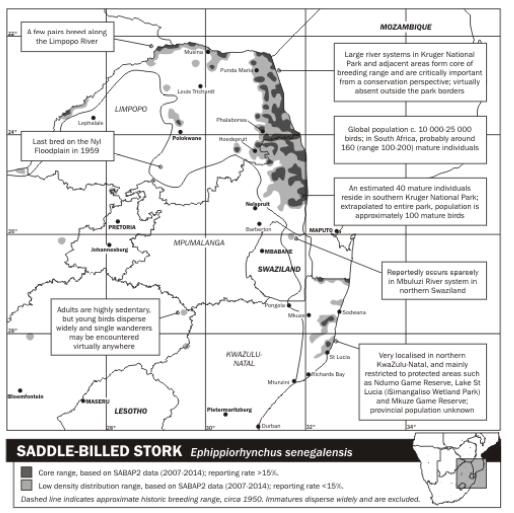 A few pairs breed along
the Limpopo River
MOZAMBIQUE
22°
Musina
Punda Maria
Large river systems in Kruger National
Park and adjacent areas form core of
breeding range and are critically important
from a conservation perspective; virtually
absent outside the park borders
Louis Trichardt
LIMPOPO
Lephalale
Phalaborwa
24°
Polokwane
Hoedspruit
Global population c. 10 000-25 000
birds; in South Africa, probably around
160 (range 100-200) mature individuals
Last bred on the Nyl
Floodplain in 1959
An estimated 40 mature individuals
reside in southern Kruger National Park;
extrapolated to entire park, population is
approximately 100 mature birds
Nelspruit
PRETORIA
Barberton
MAPUTO
26°
MPUMALANGA
Johannesburg
MBABANE
SWAZILAND
Reportedly occurs sparsely
in Mbuluzi River system in
northern Swaziland
Adults are highly sedentary,
but young birds disperse
widely and single wanderers
may be encountered
virtually anywhere
Pongola
Mkuze
Sodwana
28°
KWAZULU-
NATAL
St Lucia
Very localised in northern
KwaZulu-Natal, and mainly
restricted to protected areas such
as Ndumo Game Reserve, Lake St
Lucia (iSimangaliso Wetland Park)
and Mkuze Game Reserve;
provincial population unknown
Richards Bay
Mtunzini
Bloemfontein
MASERU
LESOTHO
Pietermaritzburg
Durban
28°
30°
32°
34°
SADDLE-BILLED STORK Ephippiorhynchus senegalensis
Core range, based on SABAP2 data (2007-2014); reporting rate >15%.
Low density distribution range, based on SABAP2 data (2007-2014); reporting rate <15%.
Dashed line indicates approximate historic breeding range, circa 1950. Immatures disperse widely and are excluded.